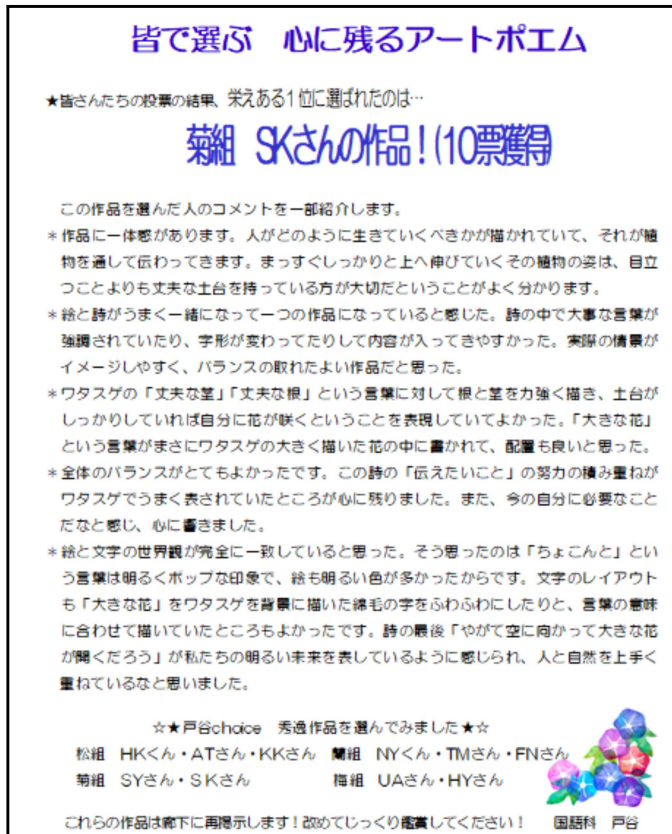 皆で選ぶ 心に残るアートポエム
★皆さんたちの投票の結果、栄えある1位に選ばれたのは…
菊組 SKさんの作品!(10票獲得)
この作品を選んだ人のコメントを一部紹介します。
*作品に一体感があります。人がどのように生きていくべきかが描かれていて、それが植
物を通して伝わってきます。まっすぐしっかりと上へ伸びていくその植物の姿は、目立
つことよりも丈夫な土台を持っている方が大切だということがよく分かります。
*絵と詩がうまく一緒になって一つの作品になっていると感じた。詩の中で大事な言葉が
強調されていたり、字形が変わってたりして内容が入ってきやすかった。実際の情景が
イメージしやすく、バランスの取れたよい作品だと思った。
*ワタスゲの「丈夫な茎」「丈夫な根」という言葉に対して根と茎を力強く描き、土台が
しっかりしていれば自分に花が咲くということを表現していてよかった。「大きな花」
という言葉がまさにワタスゲの大きく描いた花の中に書かれて、配置も良いと思った。
*全体のバランスがとてもよかったです。この詩の「伝えたいこと」の努力の積み重ねが
ワタスゲでうまく表されていたところが心に残りました。また、今の自分に必要なこと
だなと感じ、心に響きました。
*絵と文字の世界観が完全に一致していると思った。そう思ったのは「ちょこんと」とい
う言葉は明るくポップな印象で、絵も明るい色が多かったからです。文字のレイアウト
も「大きな花」をワタスゲを背景に描いた綿毛の字をふわふわにしたりと、言葉の意味
に合わせて描いていたところもよかったです。詩の最後「やがて空に向かって大きな花
が開くだろう」が私たちの明るい未来を表しているように感じられ、人と自然を上手く
重ねているなと思いました。
☆★戸谷choice 秀逸作品を選んでみました★☆
松組 HKくん・ATさん・KKさん 蘭組 NYくん・TMさん・FNさん
菊組 SYさん・SKさん 梅組 UAさん・HYさん
これらの作品は廊下に再掲示します!改めてじっくり鑑賞してください! 国語科 戸谷